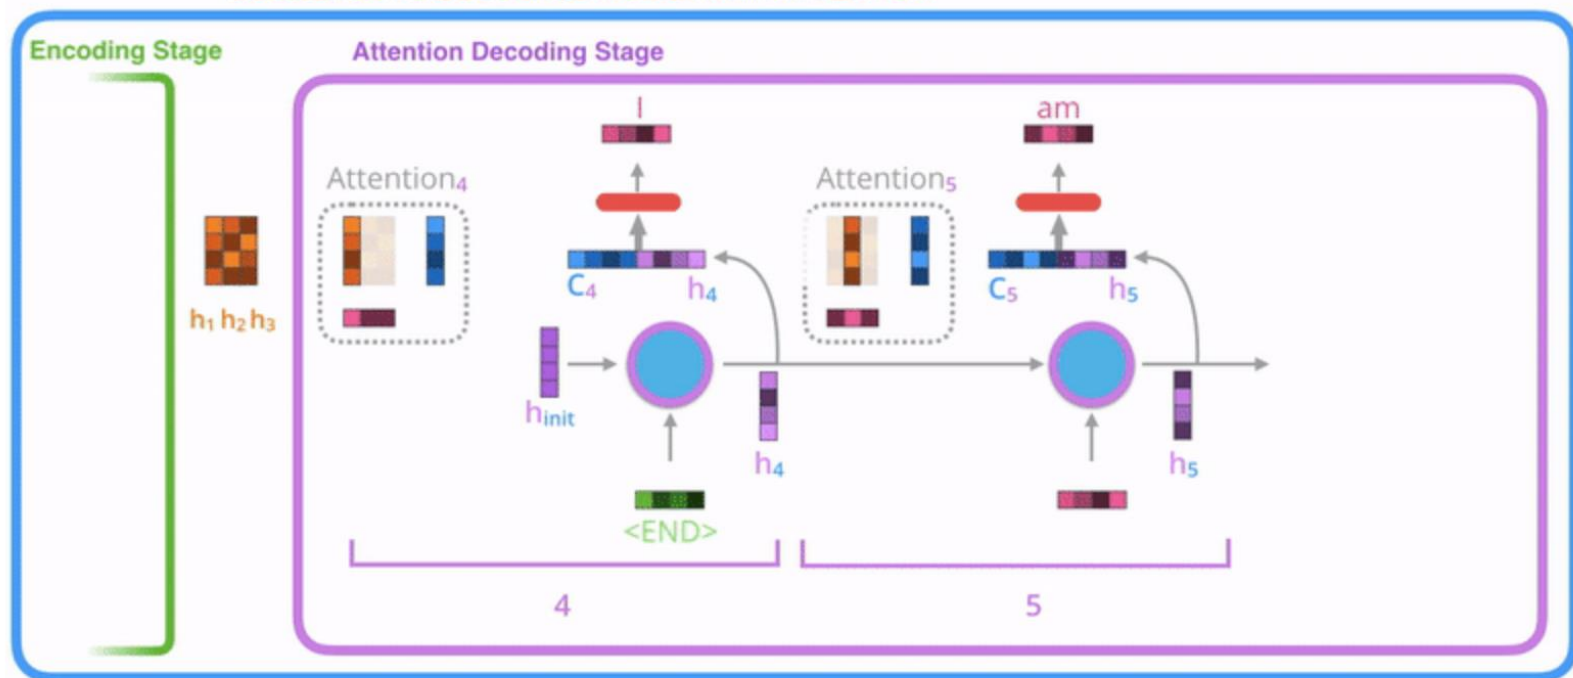 Encoding Stage
Attention Decoding Stage
I
am
Attention4
Attention5
h1 h2 h3
C4
h4
C5
h5
hinit
h4
h5
<END>
4
5